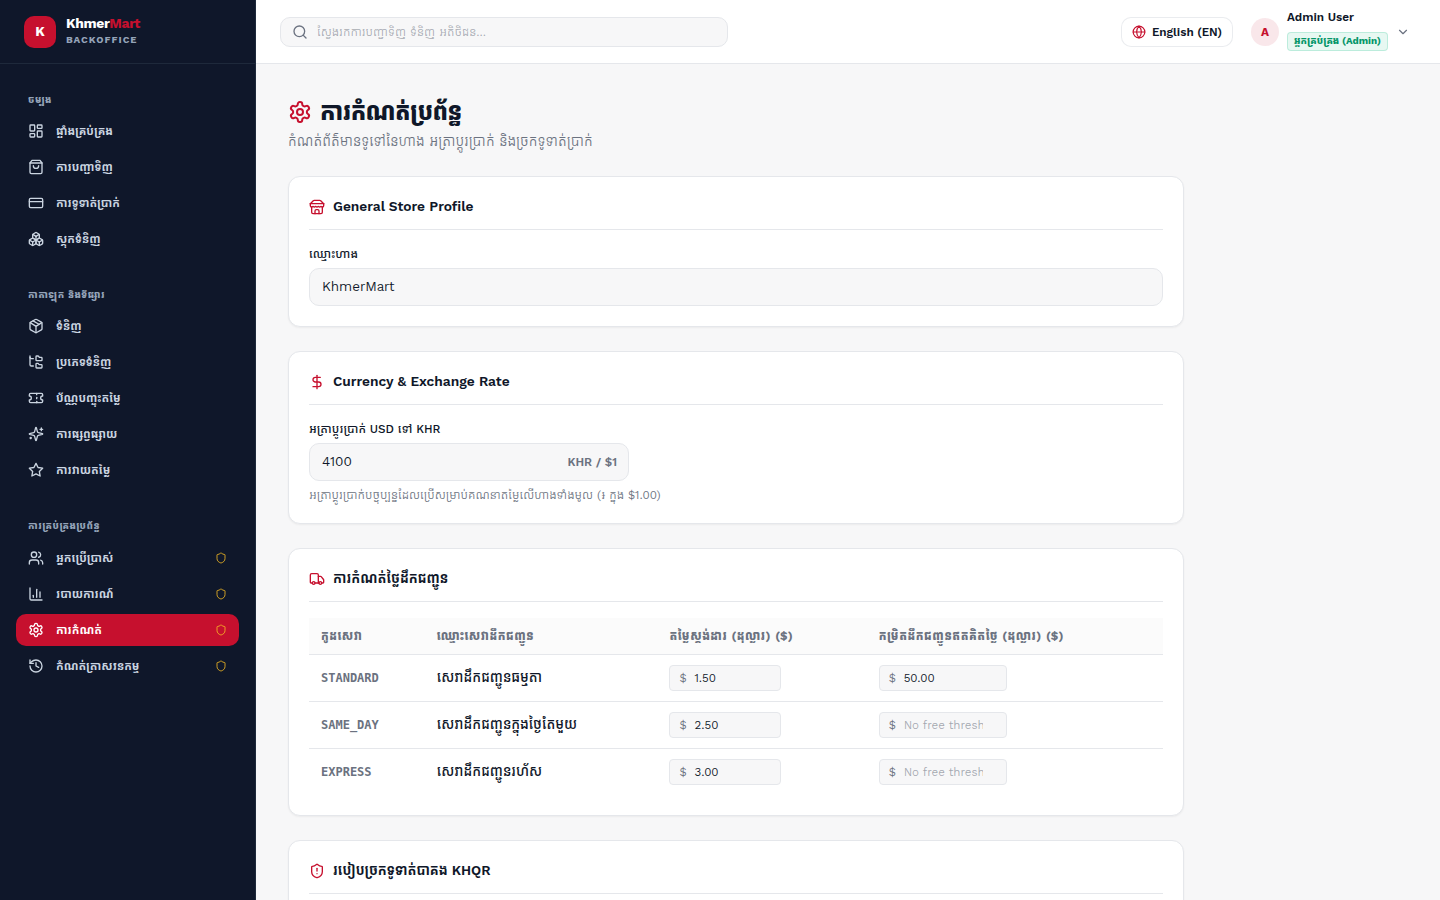 K
KhmerMart
BACKOFFICE
ស្វែងរកការបញ្ជាទិញ ទំនិញ អតិថិជន...
English (EN)
A
Admin User
អ្នកគ្រប់គ្រង (Admin)
ចម្បង
ផ្ទាំងគ្រប់គ្រង
ការបញ្ជាទិញ
ការទូទាត់ប្រាក់
ស្តុកទំនិញ
កាតាឡុក និងទីផ្សារ
ទំនិញ
ប្រភេទទំនិញ
ប័ណ្ណបញ្ចុះតម្លៃ
ការផ្សព្វផ្សាយ
ការវាយតម្លៃ
ការគ្រប់គ្រងប្រព័ន្ធ
អ្នកប្រើប្រាស់
របាយការណ៍
ការកំណត់
កំណត់ត្រាសវនកម្ម
ការកំណត់ប្រព័ន្ធ
កំណត់ព័ត៌មានទូទៅនៃហាង អត្រាប្តូរប្រាក់ និងច្រកទូទាត់ប្រាក់
General Store Profile
ឈ្មោះហាង
KhmerMart
Currency & Exchange Rate
អត្រាប្តូរប្រាក់ USD ទៅ KHR
4100 KHR / $1
អត្រាប្តូរប្រាក់បច្ចុប្បន្នដែលប្រើសម្រាប់គណនាតម្លៃលើហាងទាំងមូល (៖ ក្នុង $1.00)
ការកំណត់ថ្លៃដឹកជញ្ជូន
កូដសេវា ឈ្មោះសេវាដឹកជញ្ជូន តម្លៃស្តង់ដារ (ដុល្លារ) ($) កម្រិតដឹកជញ្ជូនឥតគិតថ្លៃ (ដុល្លារ) ($)
STANDARD សេវាដឹកជញ្ជូនធម្មតា $ 1.50 $ 50.00
SAME_DAY សេវាដឹកជញ្ជូនក្នុងថ្ងៃតែមួយ $ 2.50 $ No free thresh
EXPRESS សេវាដឹកជញ្ជូនរហ័ស $ 3.00 $ No free thresh
របៀបច្រកទូទាត់បាគង KHQR